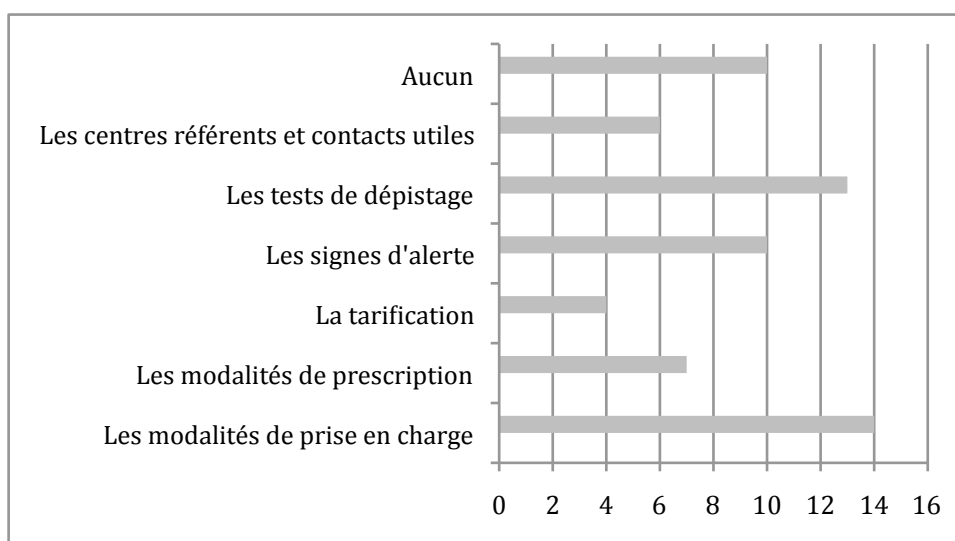 Aucun
Les centres référents et contacts utiles
Les tests de dépistage
Les signes d'alerte
La tarification
Les modalités de prescription
Les modalités de prise en charge
0 2 4 6 8 10 12 14 16